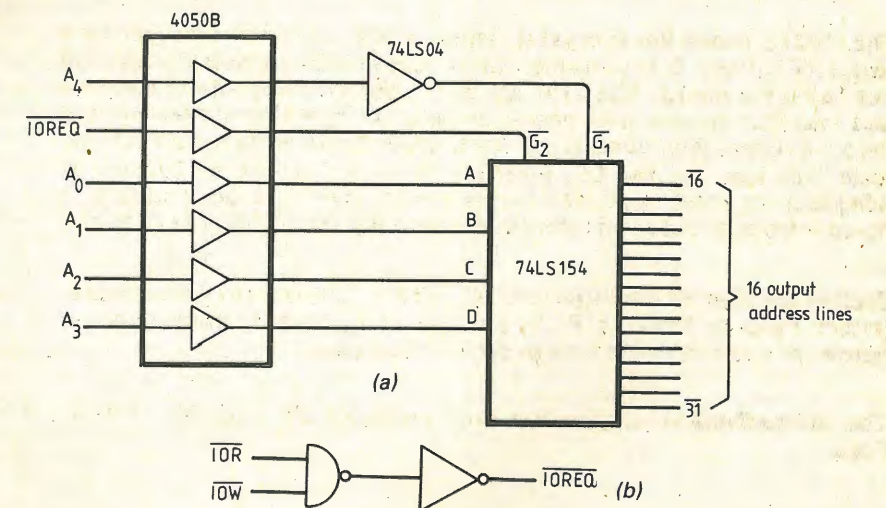 4050B
74LS04
A4
IOREQ
G2
G1
A0
A
16
A1
B
A2
C
74LS154
16 output
address lines
A3
D
(a)
31
IOR
IOW
IOREQ
(b)